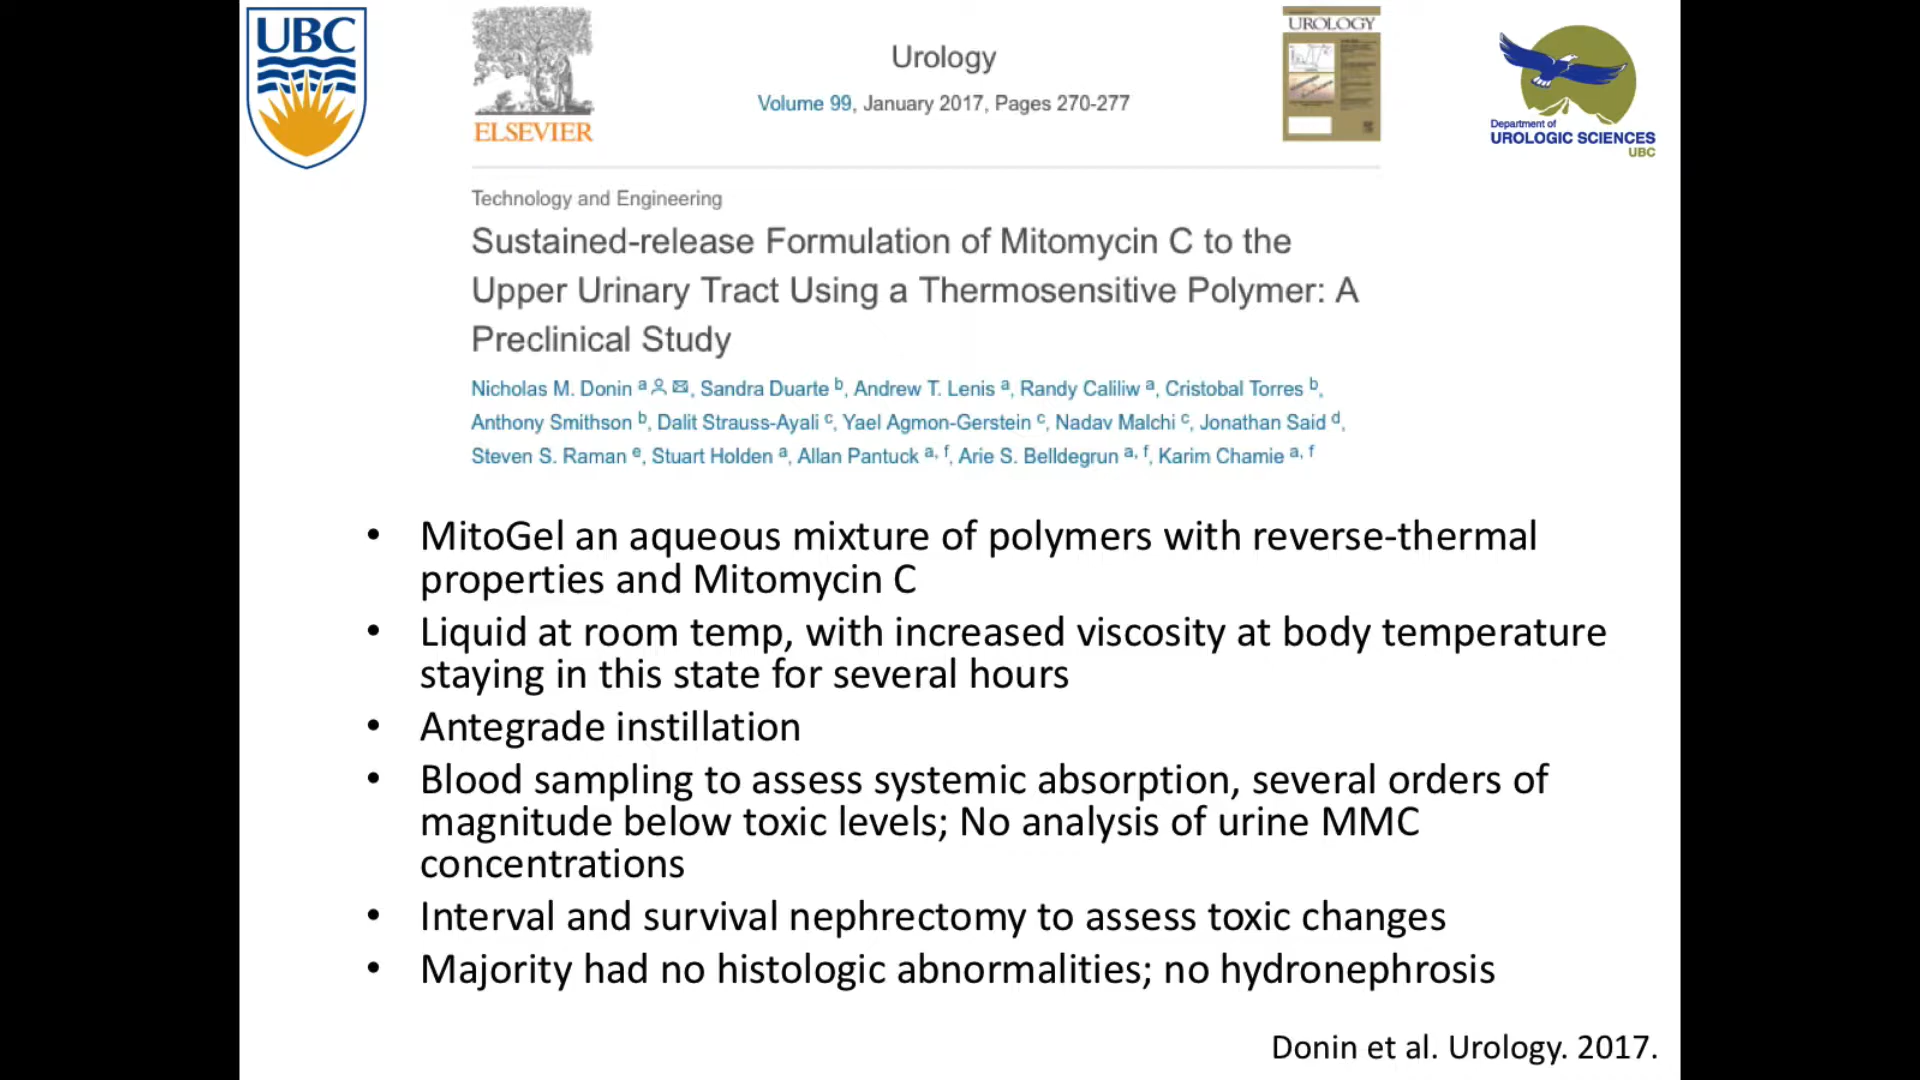 UBC
ELSEVIER
Urology
Volume 99, January 2017, Pages 270-277
UROLOGY
Department of
UROLOGIC SCIENCES
UBC
Technology and Engineering
Sustained-release Formulation of Mitomycin C to the
Upper Urinary Tract Using a Thermosensitive Polymer: A
Preclinical Study
Nicholas M. Donin a, Sandra Duarte b, Andrew T. Lenis a, Randy Caliliw a, Cristobal Torres b,
Anthony Smithson b, Dalit Strauss-Ayali c, Yael Agmon-Gerstein c, Nadav Malchi c, Jonathan Said d,
Steven S. Raman e, Stuart Holden a, Allan Pantuck a, f, Arie S. Belldegrun a, f, Karim Chamie a, f
• MitoGel an aqueous mixture of polymers with reverse-thermal
properties and Mitomycin C
• Liquid at room temp, with increased viscosity at body temperature
staying in this state for several hours
• Antegrade instillation
• Blood sampling to assess systemic absorption, several orders of
magnitude below toxic levels; No analysis of urine MMC
concentrations
• Interval and survival nephrectomy to assess toxic changes
• Majority had no histologic abnormalities; no hydronephrosis
Donin et al. Urology. 2017.